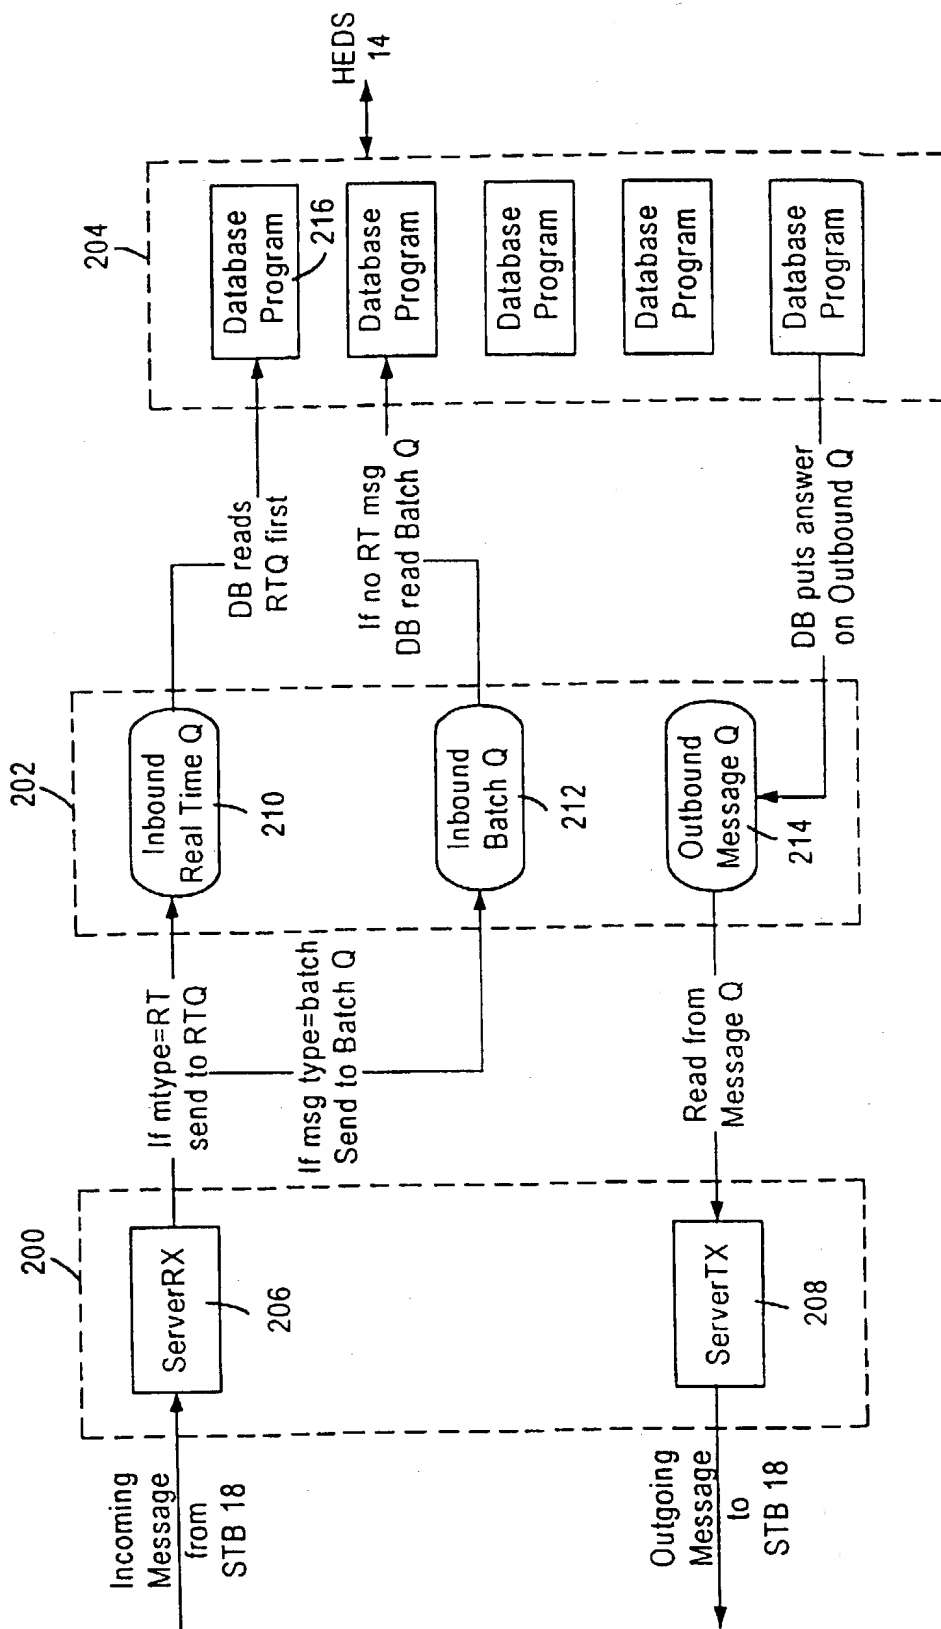 Incoming
Message
from
STB 18
200
ServerRX
206
If mtype=RT
send to RTQ
If msg type=batch
Send to Batch Q
202
Inbound
Real Time Q
210
Inbound
Batch Q
212
DB reads
RTQ first
If no RT msg
DB read Batch Q
204
Database
Program
216
Database
Program
Database
Program
Database
Program
Database
Program
HEDS
14
DB puts answer
on Outbound Q
Outbound
Message Q
214
Read from
Message Q
ServerTX
208
Outgoing
Message
to
STB 18